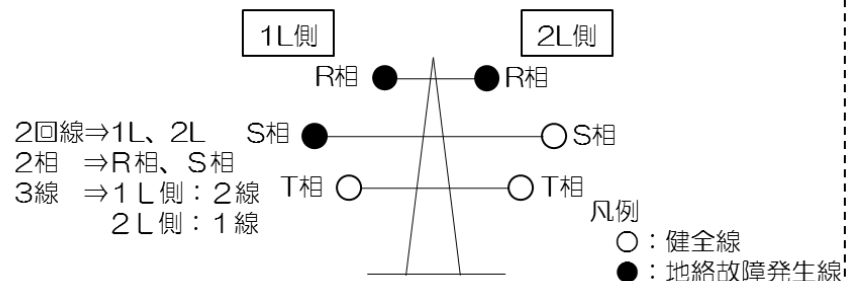 1L側
2L側
R相
R相
2回線⇒1L、2L
S相
S相
2相 ⇒R相、S相
3線 ⇒1L側：2線
T相
T相
2L側：1線
凡例
○：健全線
●：地絡故障発生線